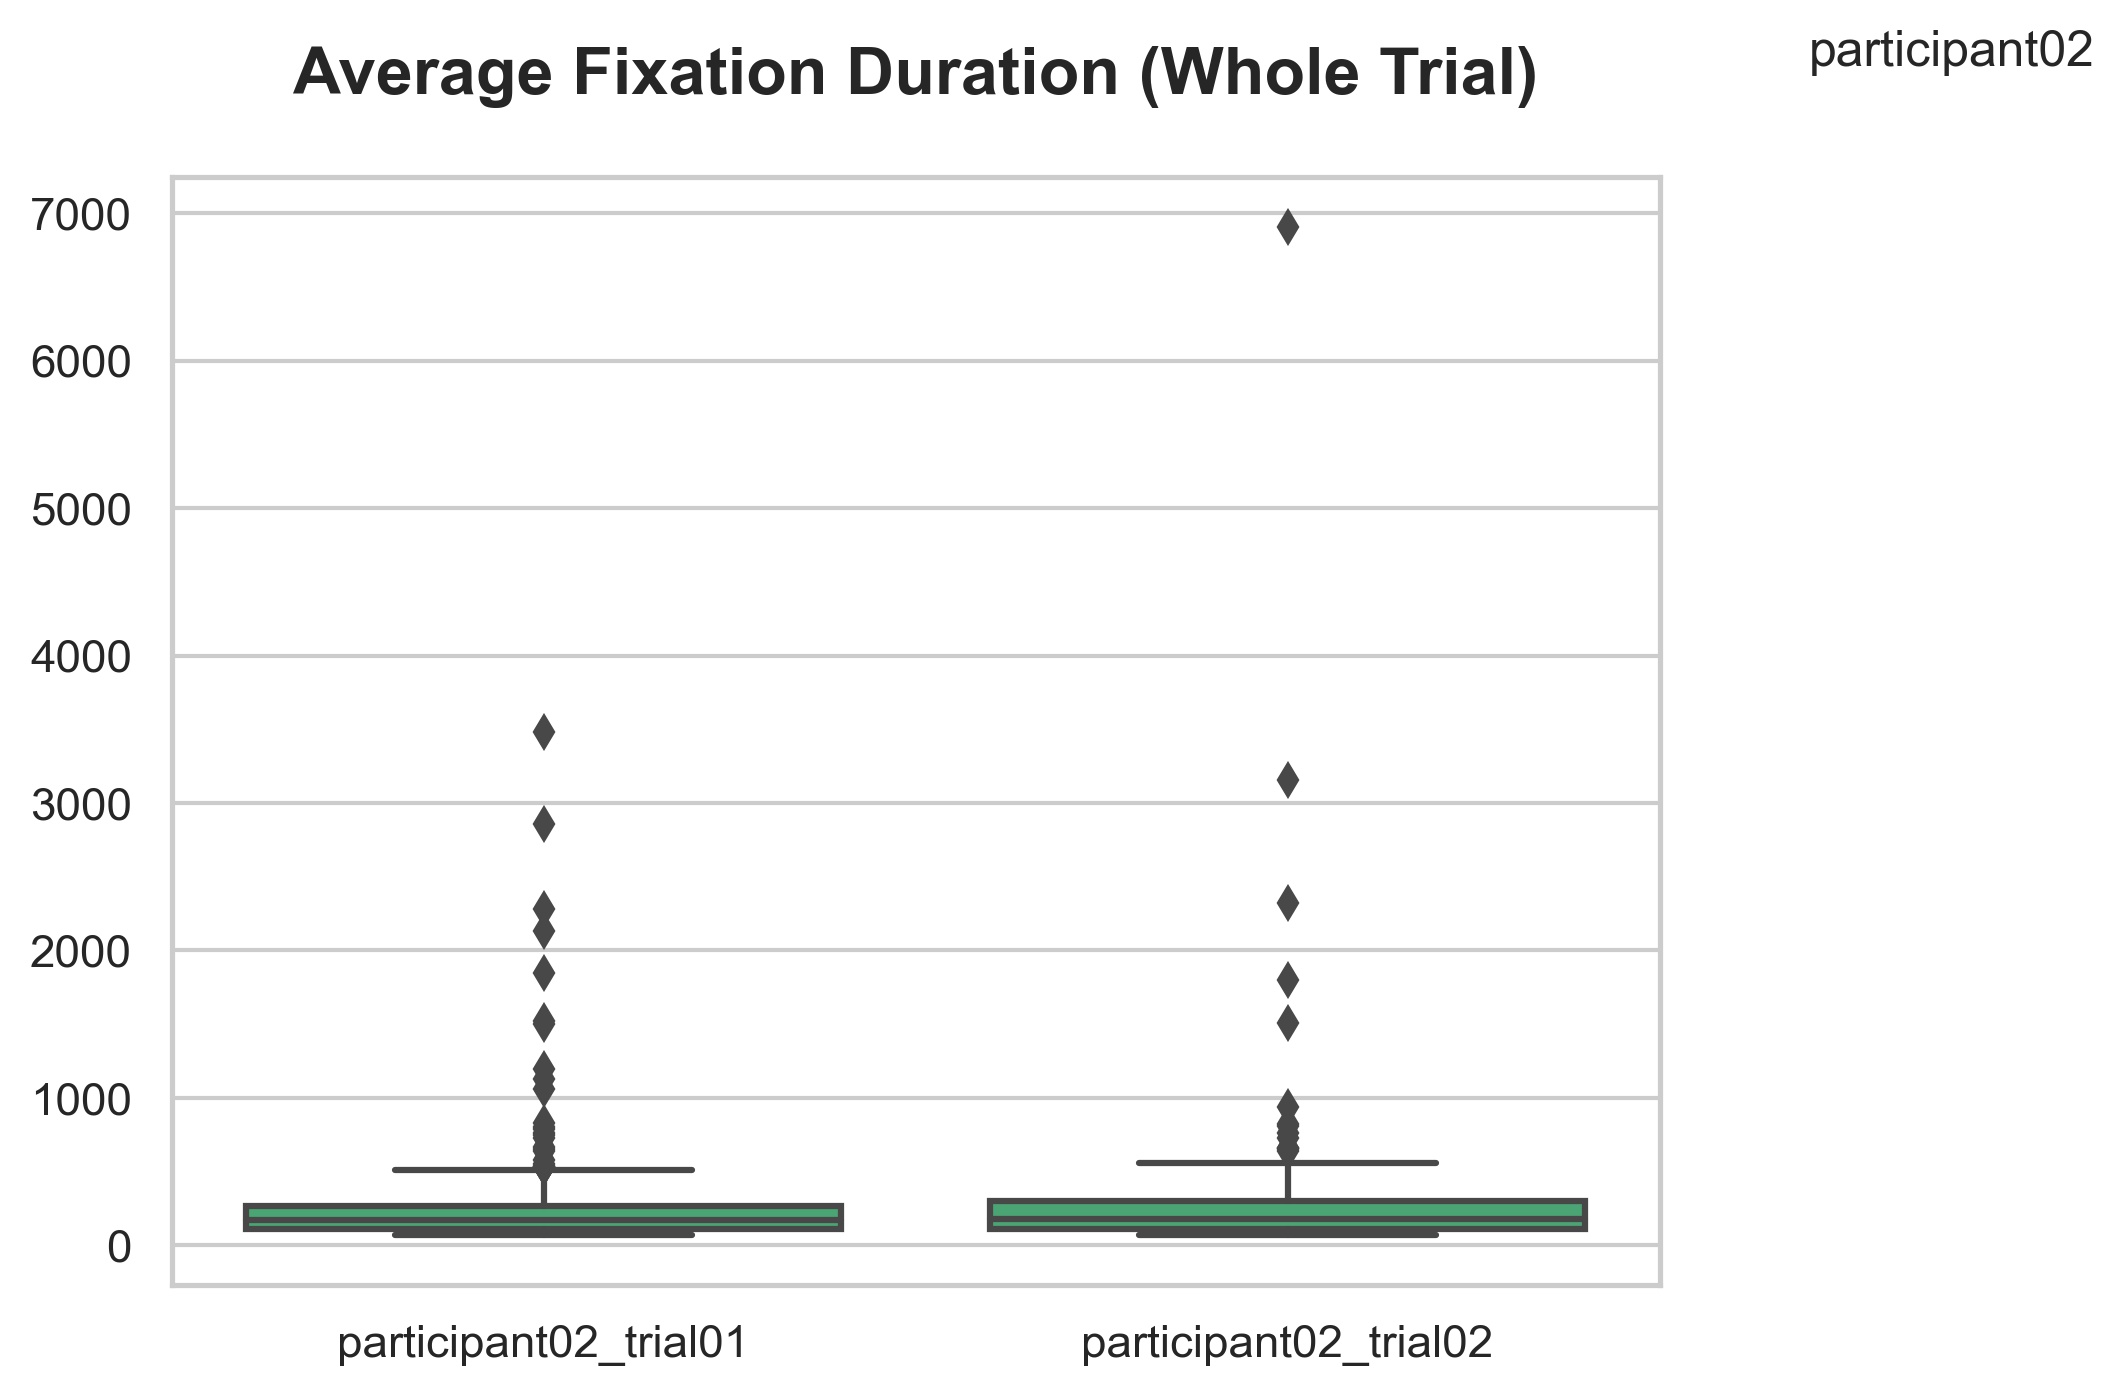 participant02
Average Fixation Duration (Whole Trial)
7000
6000
5000
4000
3000
2000
1000
0
participant02_trial01
participant02_trial02